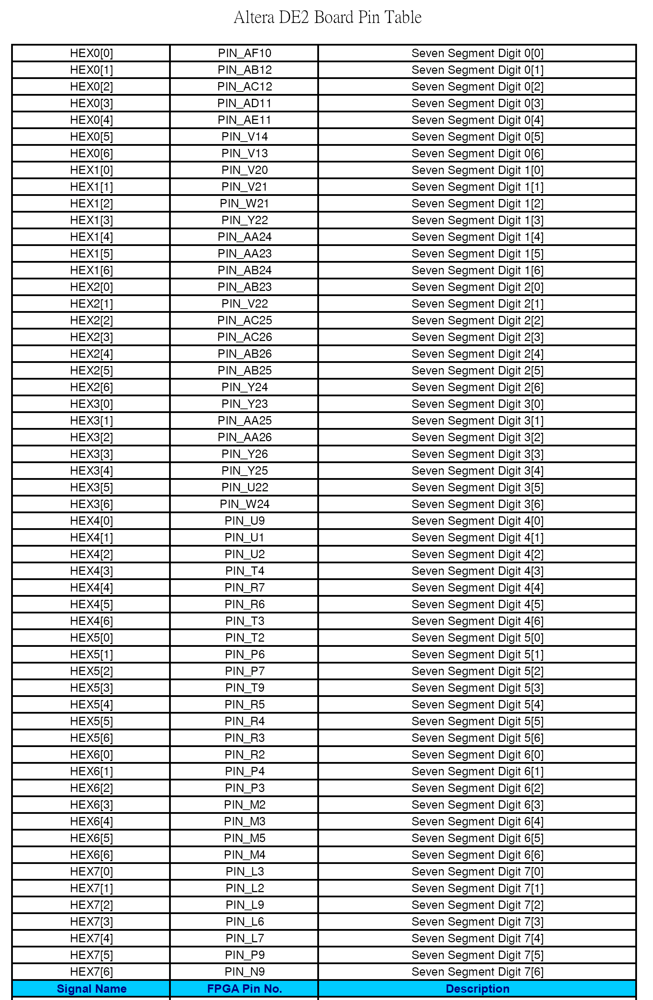 Altera DE2 Board Pin Table
HEX0[0] PIN_AF10 Seven Segment Digit 0[0]
HEX0[1] PIN_AB12 Seven Segment Digit 0[1]
HEX0[2] PIN_AC12 Seven Segment Digit 0[2]
HEX0[3] PIN_AD11 Seven Segment Digit 0[3]
HEX0[4] PIN_AE11 Seven Segment Digit 0[4]
HEX0[5] PIN_V14 Seven Segment Digit 0[5]
HEX0[6] PIN_V13 Seven Segment Digit 0[6]
HEX1[0] PIN_V20 Seven Segment Digit 1[0]
HEX1[1] PIN_V21 Seven Segment Digit 1[1]
HEX1[2] PIN_W21 Seven Segment Digit 1[2]
HEX1[3] PIN_Y22 Seven Segment Digit 1[3]
HEX1[4] PIN_AA24 Seven Segment Digit 1[4]
HEX1[5] PIN_AA23 Seven Segment Digit 1[5]
HEX1[6] PIN_AB24 Seven Segment Digit 1[6]
HEX2[0] PIN_AB23 Seven Segment Digit 2[0]
HEX2[1] PIN_V22 Seven Segment Digit 2[1]
HEX2[2] PIN_AC25 Seven Segment Digit 2[2]
HEX2[3] PIN_AC26 Seven Segment Digit 2[3]
HEX2[4] PIN_AB26 Seven Segment Digit 2[4]
HEX2[5] PIN_AB25 Seven Segment Digit 2[5]
HEX2[6] PIN_Y24 Seven Segment Digit 2[6]
HEX3[0] PIN_Y23 Seven Segment Digit 3[0]
HEX3[1] PIN_AA25 Seven Segment Digit 3[1]
HEX3[2] PIN_AA26 Seven Segment Digit 3[2]
HEX3[3] PIN_Y26 Seven Segment Digit 3[3]
HEX3[4] PIN_Y25 Seven Segment Digit 3[4]
HEX3[5] PIN_U22 Seven Segment Digit 3[5]
HEX3[6] PIN_W24 Seven Segment Digit 3[6]
HEX4[0] PIN_U9 Seven Segment Digit 4[0]
HEX4[1] PIN_U1 Seven Segment Digit 4[1]
HEX4[2] PIN_U2 Seven Segment Digit 4[2]
HEX4[3] PIN_T4 Seven Segment Digit 4[3]
HEX4[4] PIN_R7 Seven Segment Digit 4[4]
HEX4[5] PIN_R6 Seven Segment Digit 4[5]
HEX4[6] PIN_T3 Seven Segment Digit 4[6]
HEX5[0] PIN_T2 Seven Segment Digit 5[0]
HEX5[1] PIN_P6 Seven Segment Digit 5[1]
HEX5[2] PIN_P7 Seven Segment Digit 5[2]
HEX5[3] PIN_T9 Seven Segment Digit 5[3]
HEX5[4] PIN_R5 Seven Segment Digit 5[4]
HEX5[5] PIN_R4 Seven Segment Digit 5[5]
HEX5[6] PIN_R3 Seven Segment Digit 5[6]
HEX6[0] PIN_R2 Seven Segment Digit 6[0]
HEX6[1] PIN_P4 Seven Segment Digit 6[1]
HEX6[2] PIN_P3 Seven Segment Digit 6[2]
HEX6[3] PIN_M2 Seven Segment Digit 6[3]
HEX6[4] PIN_M3 Seven Segment Digit 6[4]
HEX6[5] PIN_M5 Seven Segment Digit 6[5]
HEX6[6] PIN_M4 Seven Segment Digit 6[6]
HEX7[0] PIN_L3 Seven Segment Digit 7[0]
HEX7[1] PIN_L2 Seven Segment Digit 7[1]
HEX7[2] PIN_L9 Seven Segment Digit 7[2]
HEX7[3] PIN_L6 Seven Segment Digit 7[3]
HEX7[4] PIN_L7 Seven Segment Digit 7[4]
HEX7[5] PIN_P9 Seven Segment Digit 7[5]
HEX7[6] PIN_N9 Seven Segment Digit 7[6]
Signal Name FPGA Pin No. Description